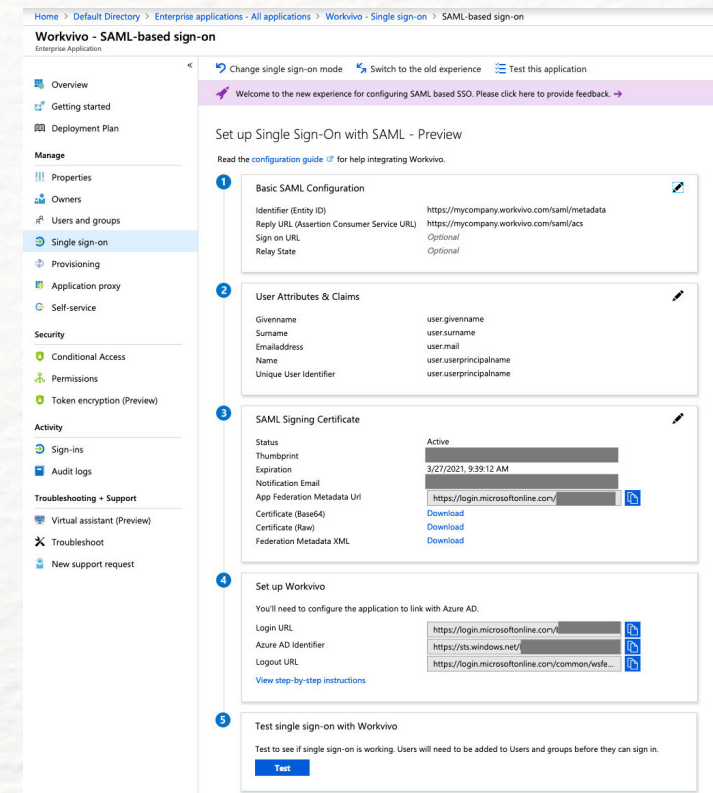 Home > Default Directory > Enterprise applications - All applications > Workvivo - Single sign-on > SAML-based sign-on
Workvivo - SAML-based sign-on
Enterprise Application
«
Overview
Getting started
Deployment Plan
Manage
Properties
Owners
Users and groups
Single sign-on
Provisioning
Application proxy
Self-service
Security
Conditional Access
Permissions
Token encryption (Preview)
Activity
Sign-ins
Audit logs
Troubleshooting + Support
Virtual assistant (Preview)
Troubleshoot
New support request
Change single sign-on mode Switch to the old experience Test this application
Welcome to the new experience for configuring SAML based SSO. Please click here to provide feedback. →
Set up Single Sign-On with SAML - Preview
Read the configuration guide for help integrating Workvivo.
1
Basic SAML Configuration
Identifier (Entity ID) https://mycompany.workvivo.com/saml/metadata
Reply URL (Assertion Consumer Service URL) https://mycompany.workvivo.com/saml/acs
Sign on URL Optional
Relay State Optional
2
User Attributes & Claims
Givenname user.givenname
Surname user.surname
Emailaddress user.mail
Name user.userprincipalname
Unique User Identifier user.userprincipalname
3
SAML Signing Certificate
Status Active
Thumbprint
Expiration 3/27/2021, 9:39:12 AM
Notification Email
App Federation Metadata Url https://login.microsoftonline.com/
Certificate (Base64) Download
Certificate (Raw) Download
Federation Metadata XML Download
4
Set up Workvivo
You'll need to configure the application to link with Azure AD.
Login URL https://login.microsoftonline.com/
Azure AD Identifier https://sts.windows.net/
Logout URL https://login.microsoftonline.com/common/wsfe...
View step-by-step instructions
5
Test single sign-on with Workvivo
Test to see if single sign-on is working. Users will need to be added to Users and groups before they can sign in.
Test